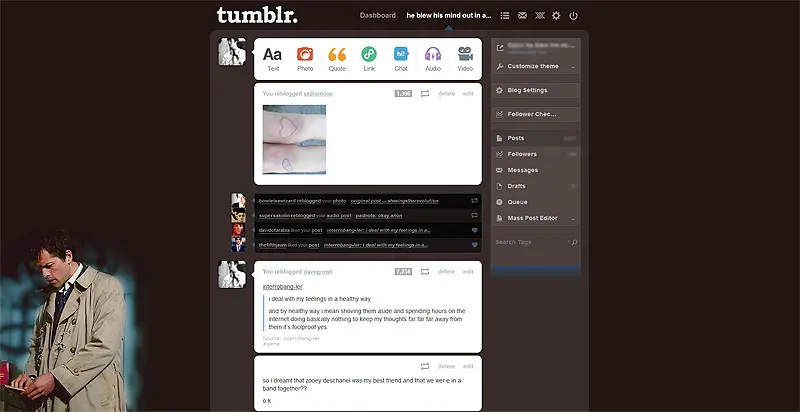 tumblr.
Dashboard
he blew his mind out in a...
Aa
hi!
Text
Photo
Quote
Link
Chat
Audio
Video
You reblogged sadlemoss
1,396
delete
edit
bowieisawizard reblogged your photo
original post → shesingstherevolution
supersakolin reblogged your audio post
padnote: okay anon
davidofarabia liked your post
interrobang-ler: i deal with my feelings in a...
thefifthjawn liked your post
interrobang-ler: i deal with my feelings in a...
You reblogged davegrowl
7,234
delete
edit
interrobang-ler:
i deal with my feelings in a healthy way
and by healthy way i mean shoving them aside and spending hours on the
internet doing basically nothing to keep my thoughts far far far away from
them it's foolproof yes
Source: interrobang-ler
#same
delete
edit
so i dreamt that zooey deschanel was my best friend and that we wer e in a
band together??
o k
Customize theme
Blog Settings
Follower Chec...
Posts
Followers
Messages
Drafts
Queue
Mass Post Editor
Search Tags